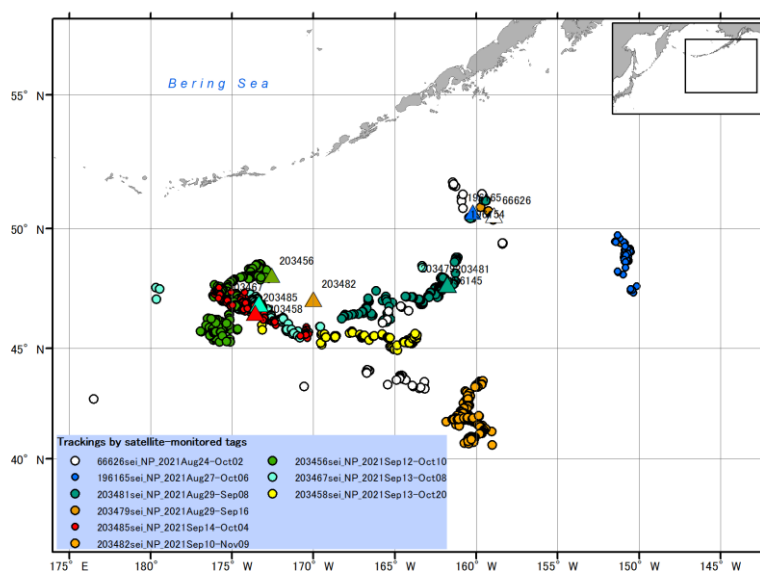 Bering Sea
55° N
50° N
45° N
40° N
196165
66626
203456
203479
203481
203482
203485
203458
Trackings by satellite-monitored tags
66626sei_NP_2021Aug24-Oct02
196165sei_NP_2021Aug27-Oct06
203481sei_NP_2021Aug29-Sep08
203479sei_NP_2021Aug29-Sep16
203485sei_NP_2021Sep14-Oct04
203482sei_NP_2021Sep10-Nov09
203456sei_NP_2021Sep12-Oct10
203467sei_NP_2021Sep13-Oct08
203458sei_NP_2021Sep13-Oct20
175° E 180° 175° W 170° W 165° W 160° W 155° W 150° W 145° W